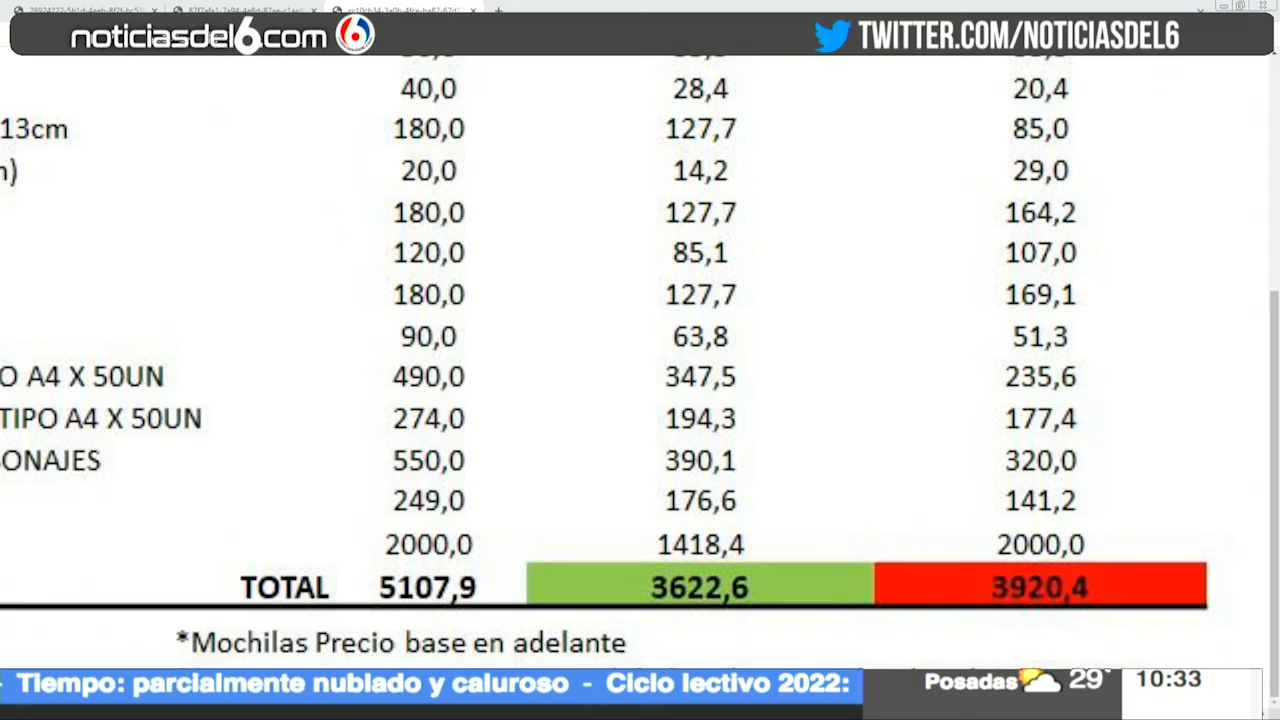 noticiasdel6.com 6 TWITTER.COM/NOTICIASDEL6
40,0 28,4 20,4
13cm 180,0 127,7 85,0
) 20,0 14,2 29,0
180,0 127,7 164,2
120,0 85,1 107,0
180,0 127,7 169,1
90,0 63,8 51,3
O A4 X 50UN 490,0 347,5 235,6
TIPO A4 X 50UN 274,0 194,3 177,4
ONAJES 550,0 390,1 320,0
249,0 176,6 141,2
2000,0 1418,4 2000,0
TOTAL 5107,9 3622,6 3920,4
*Mochilas Precio base en adelante
Tiempo: parcialmente nublado y caluroso - Ciclo lectivo 2022: Posadas 29° 10:33